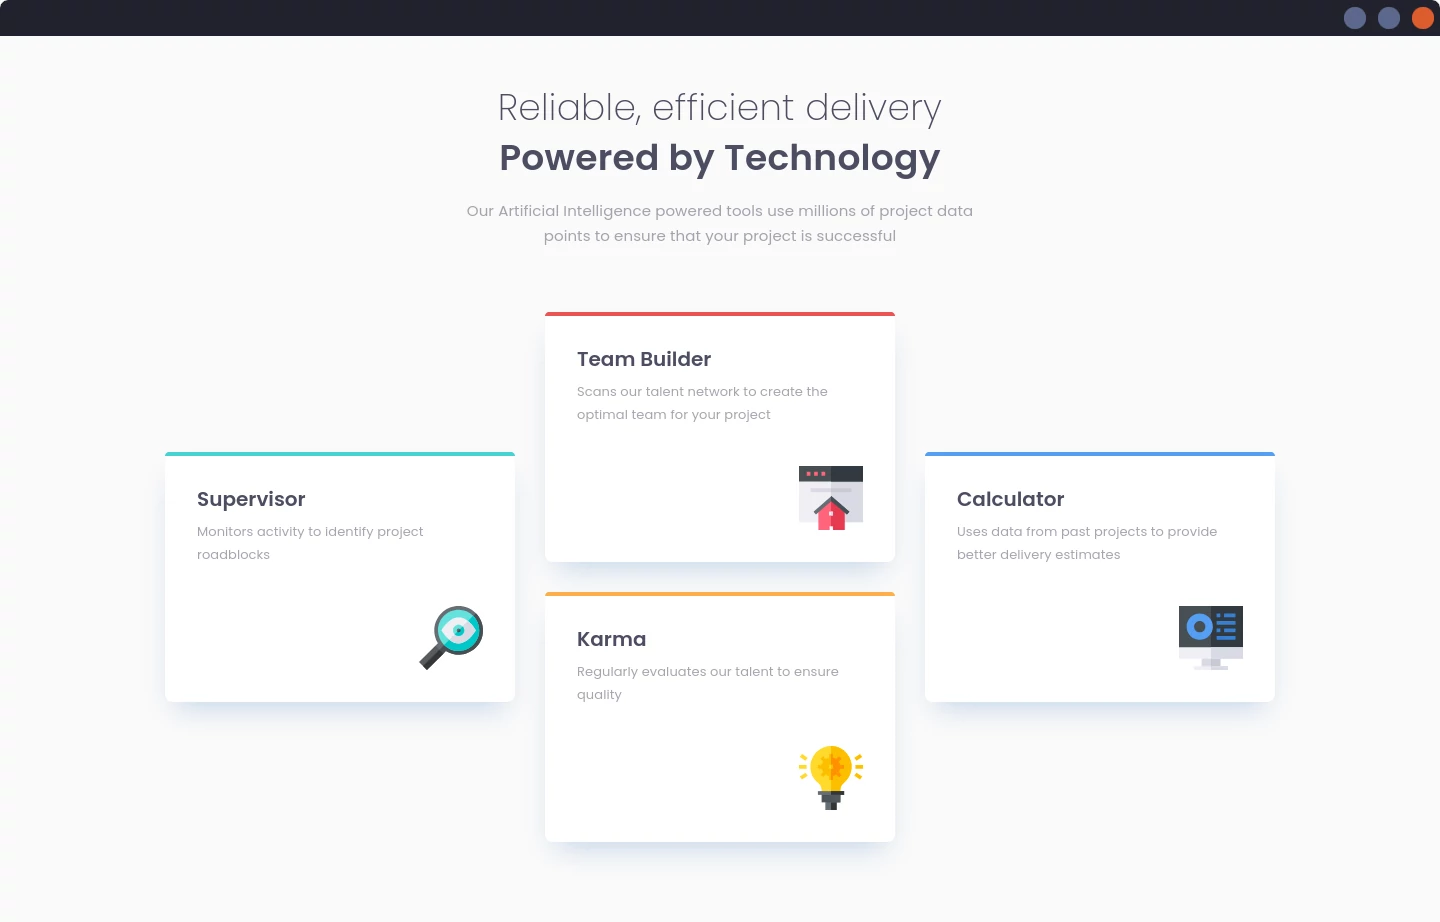 Reliable, efficient delivery
Powered by Technology
Our Artificial Intelligence powered tools use millions of project data
points to ensure that your project is successful
Supervisor
Monitors activity to identify project
roadblocks
Team Builder
Scans our talent network to create the
optimal team for your project
Karma
Regularly evaluates our talent to ensure
quality
Calculator
Uses data from past projects to provide
better delivery estimates